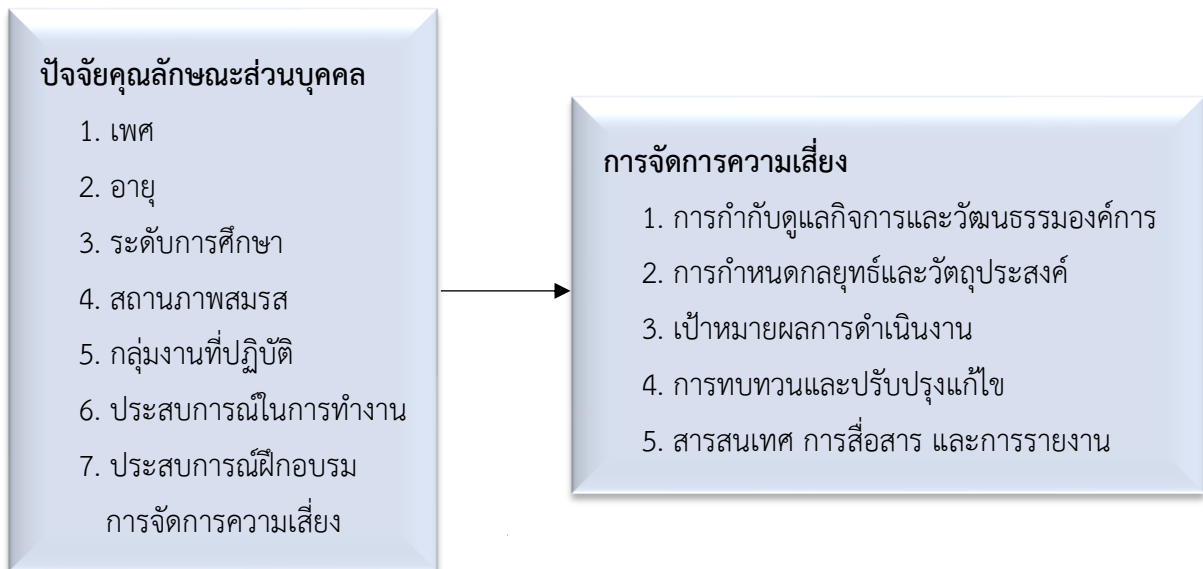 ปัจจัยคุณลักษณะส่วนบุคคล
1. เพศ
2. อายุ
3. ระดับการศึกษา
4. สถานภาพสมรส
5. กลุ่มงานที่ปฏิบัติ
6. ประสบการณ์ในการทำงาน
7. ประสบการณ์ฝึกอบรม
การจัดการความเสี่ยง
การจัดการความเสี่ยง
1. การกำกับดูแลกิจการและวัฒนธรรมองค์การ
2. การกำหนดกลยุทธ์และวัตถุประสงค์
3. เป้าหมายผลการดำเนินงาน
4. การทบทวนและปรับปรุงแก้ไข
5. สารสนเทศ การสื่อสาร และการรายงาน